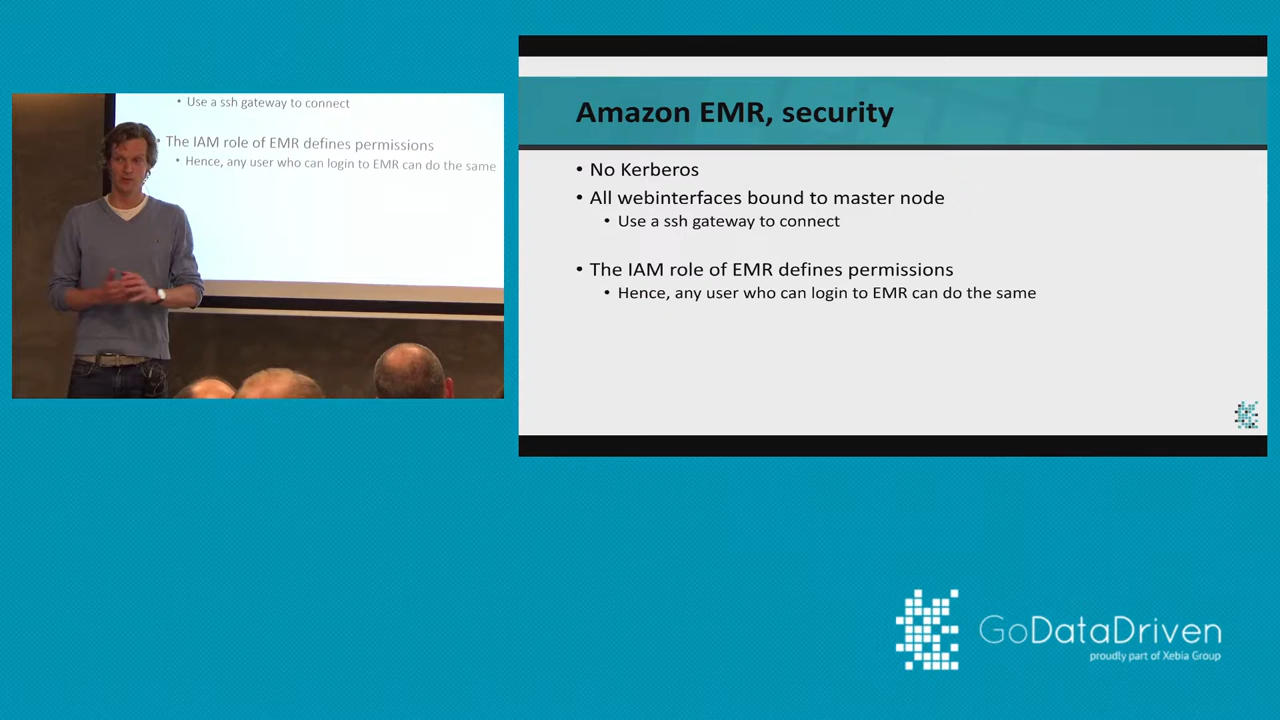 • Use a ssh gateway to connect
• The IAM role of EMR defines permissions
• Hence, any user who can login to EMR can do the same
Amazon EMR, security
• No Kerberos
• All webinterfaces bound to master node
• Use a ssh gateway to connect
• The IAM role of EMR defines permissions
• Hence, any user who can login to EMR can do the same
GoDataDriven
proudly part of Xebia Group